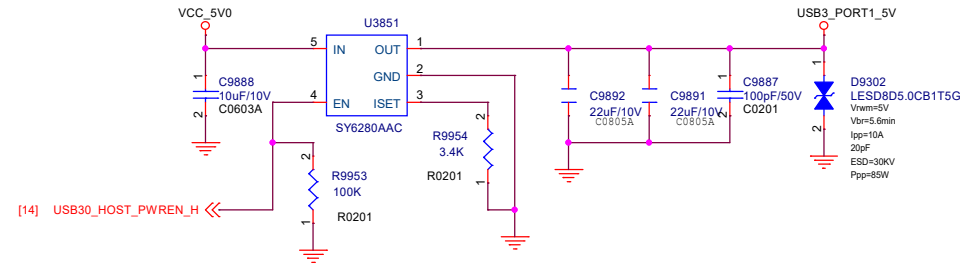 VCC_5V0
USB3_PORT1_5V
U3851
5
IN
OUT
1
GND
2
4
EN
ISET
3
SY6280AAC
1
C9888
10uF/10V
2
C0603A
2
R9954
3.4K
R0201
1
2
R9953
100K
1
R0201
[14]
USB30_HOST_PWREN_H
C9892
22uF/10V
C0805A
C9891
22uF/10V
C0805A
1
C9887
100pF/50V
2
C0201
1
D9302
LESD8D5.0CB1T5G
Vrwm=5V
Vbr=5.6min
Ipp=10A
2
20pF
ESD=30KV
Ppp=85W